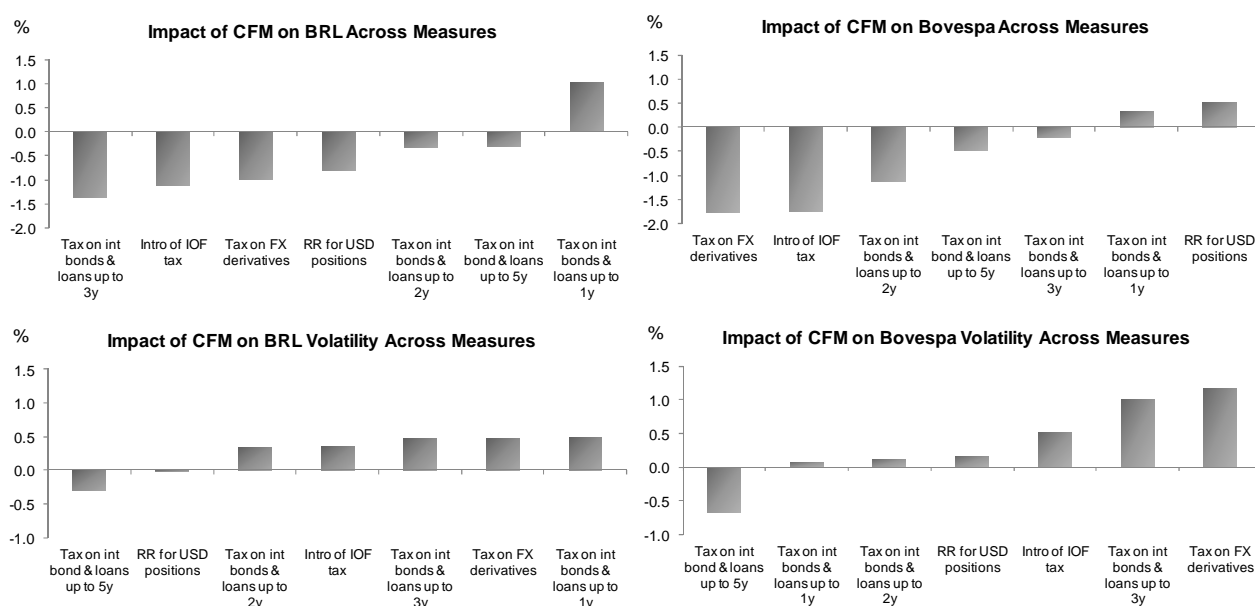 %
Impact of CFM on BRL Across Measures
1.5
1.0
0.5
0.0
-0.5
-1.0
-1.5
-2.0
Tax on int
bonds &
loans up to
3y
Intro of IOF
tax
Tax on FX
derivatives
RR for USD
positions
Tax on int
bonds &
loans up to
2y
Tax on int
bond & loans
up to 5y
Tax on int
bonds &
loans up to
1y
%
Impact of CFM on Bovespa Across Measures
1.5
1.0
0.5
0.0
-0.5
-1.0
-1.5
-2.0
Tax on FX
derivatives
Intro of IOF
tax
Tax on int
bonds &
loans up to
2y
Tax on int
bond & loans
up to 5y
Tax on int
bonds &
loans up to
3y
Tax on int
bonds &
loans up to
1y
RR for USD
positions
%
Impact of CFM on BRL Volatility Across Measures
1.5
1.0
0.5
0.0
-0.5
-1.0
Tax on int
bond & loans
up to 5y
RR for USD
positions
Tax on int
bonds &
loans up to
2y
Intro of IOF
tax
Tax on int
bonds &
loans up to
3y
Tax on FX
derivatives
Tax on int
bonds &
loans up to
1y
%
Impact of CFM on Bovespa Volatility Across Measures
1.5
1.0
0.5
0.0
-0.5
-1.0
Tax on int
bond & loans
up to 5y
Tax on int
bonds &
loans up to
1y
Tax on int
bonds &
loans up to
2y
RR for USD
positions
Intro of IOF
tax
Tax on int
bonds &
loans up to
3y
Tax on FX
derivatives